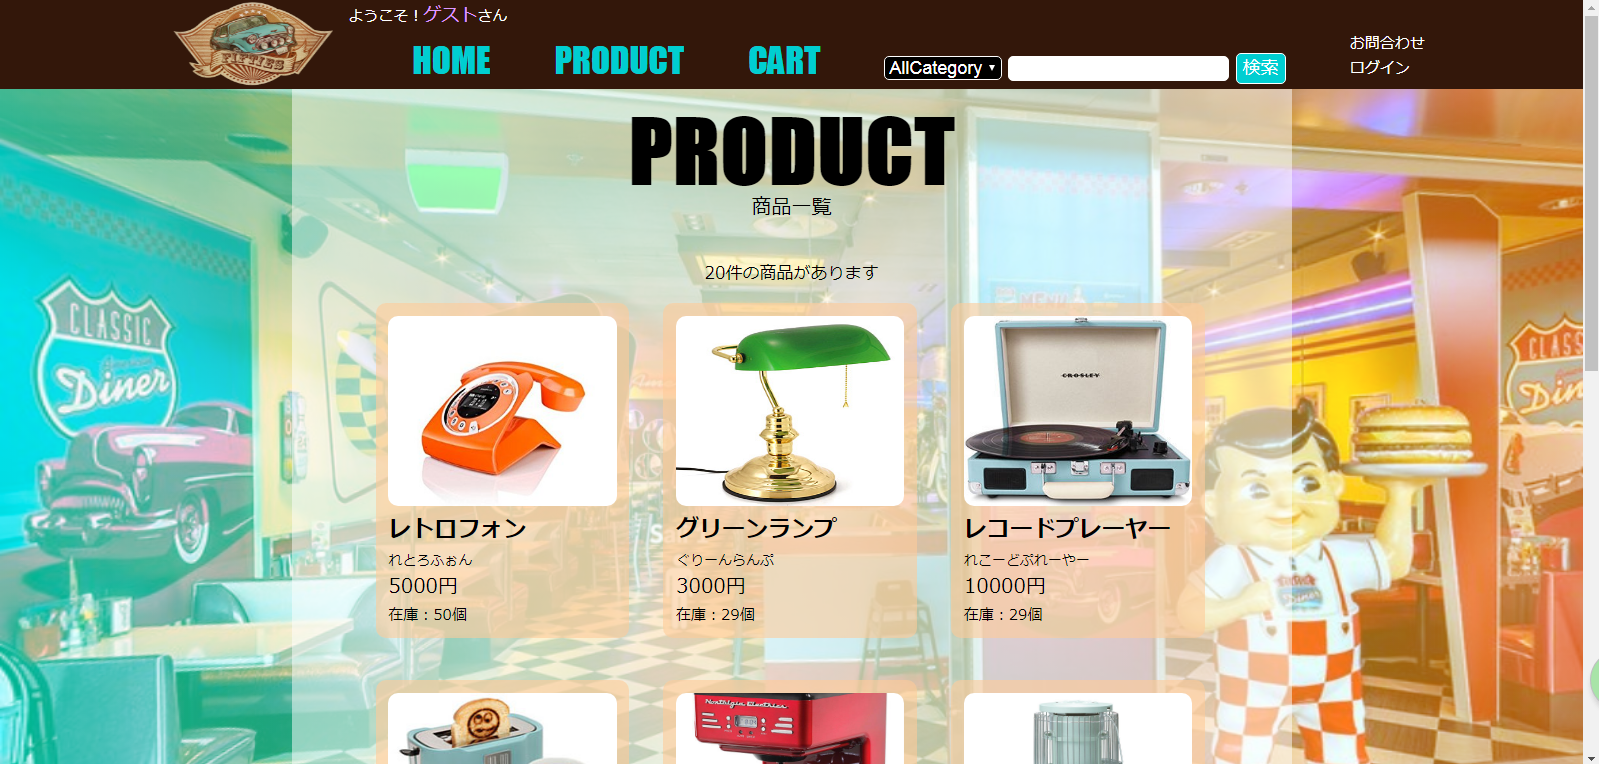 FIFTIES
ようこそ！ゲストさん
HOME
PRODUCT
CART
AllCategory
検索
お問合わせ
ログイン
PRODUCT
商品一覧
20件の商品があります
CLASSIC
American
Diner
CLASS
Din
MENU
CROSLEY
レトロフォン
グリーンランプ
レコードプレーヤー
れとろふぉん
ぐりーんらんぷ
れこーどぷれーやー
5000円
3000円
10000円
在庫：50個
在庫：29個
在庫：29個
Diner
Nostalgia Electrics